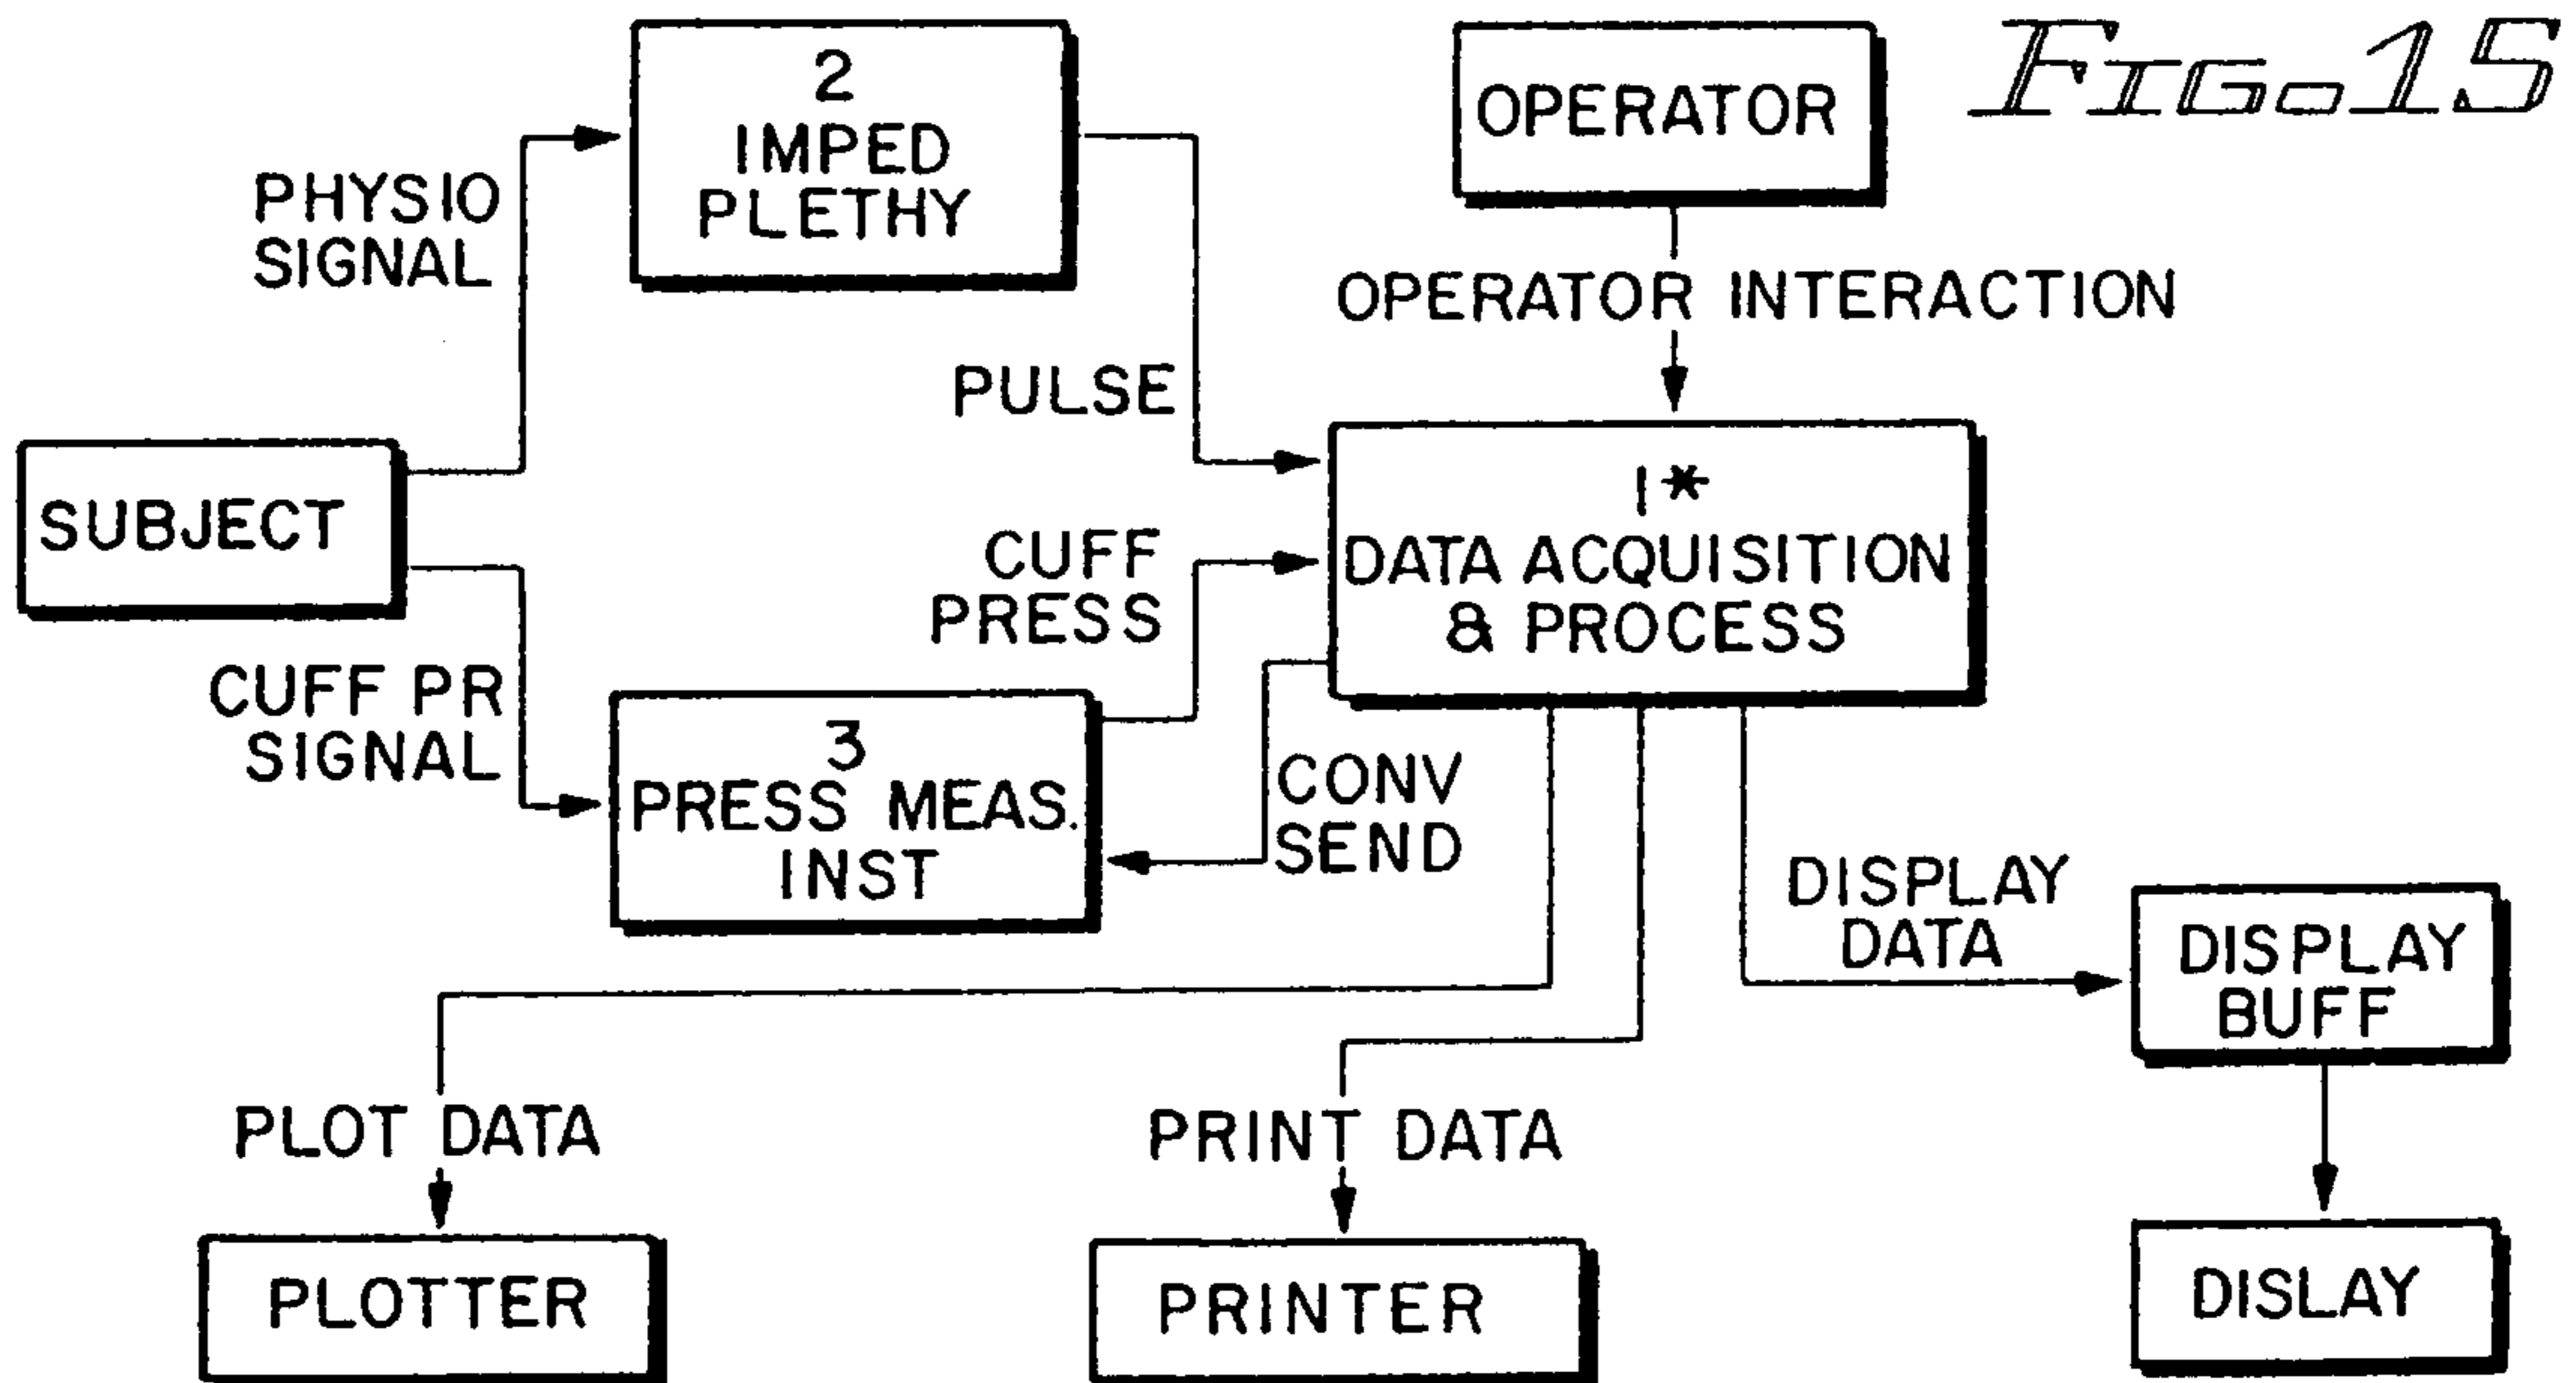 FIG. 15
2
IMPED
PLETHY
OPERATOR
PHYSIO
SIGNAL
OPERATOR INTERACTION
PULSE
SUBJECT
1*
DATA ACQUISITION
& PROCESS
CUFF
PRESS
CUFF PR
SIGNAL
3
PRESS MEAS.
INST
CONV
SEND
DISPLAY
DATA
DISPLAY
BUFF
PLOT DATA
PRINT DATA
PLOTTER
PRINTER
DISLAY